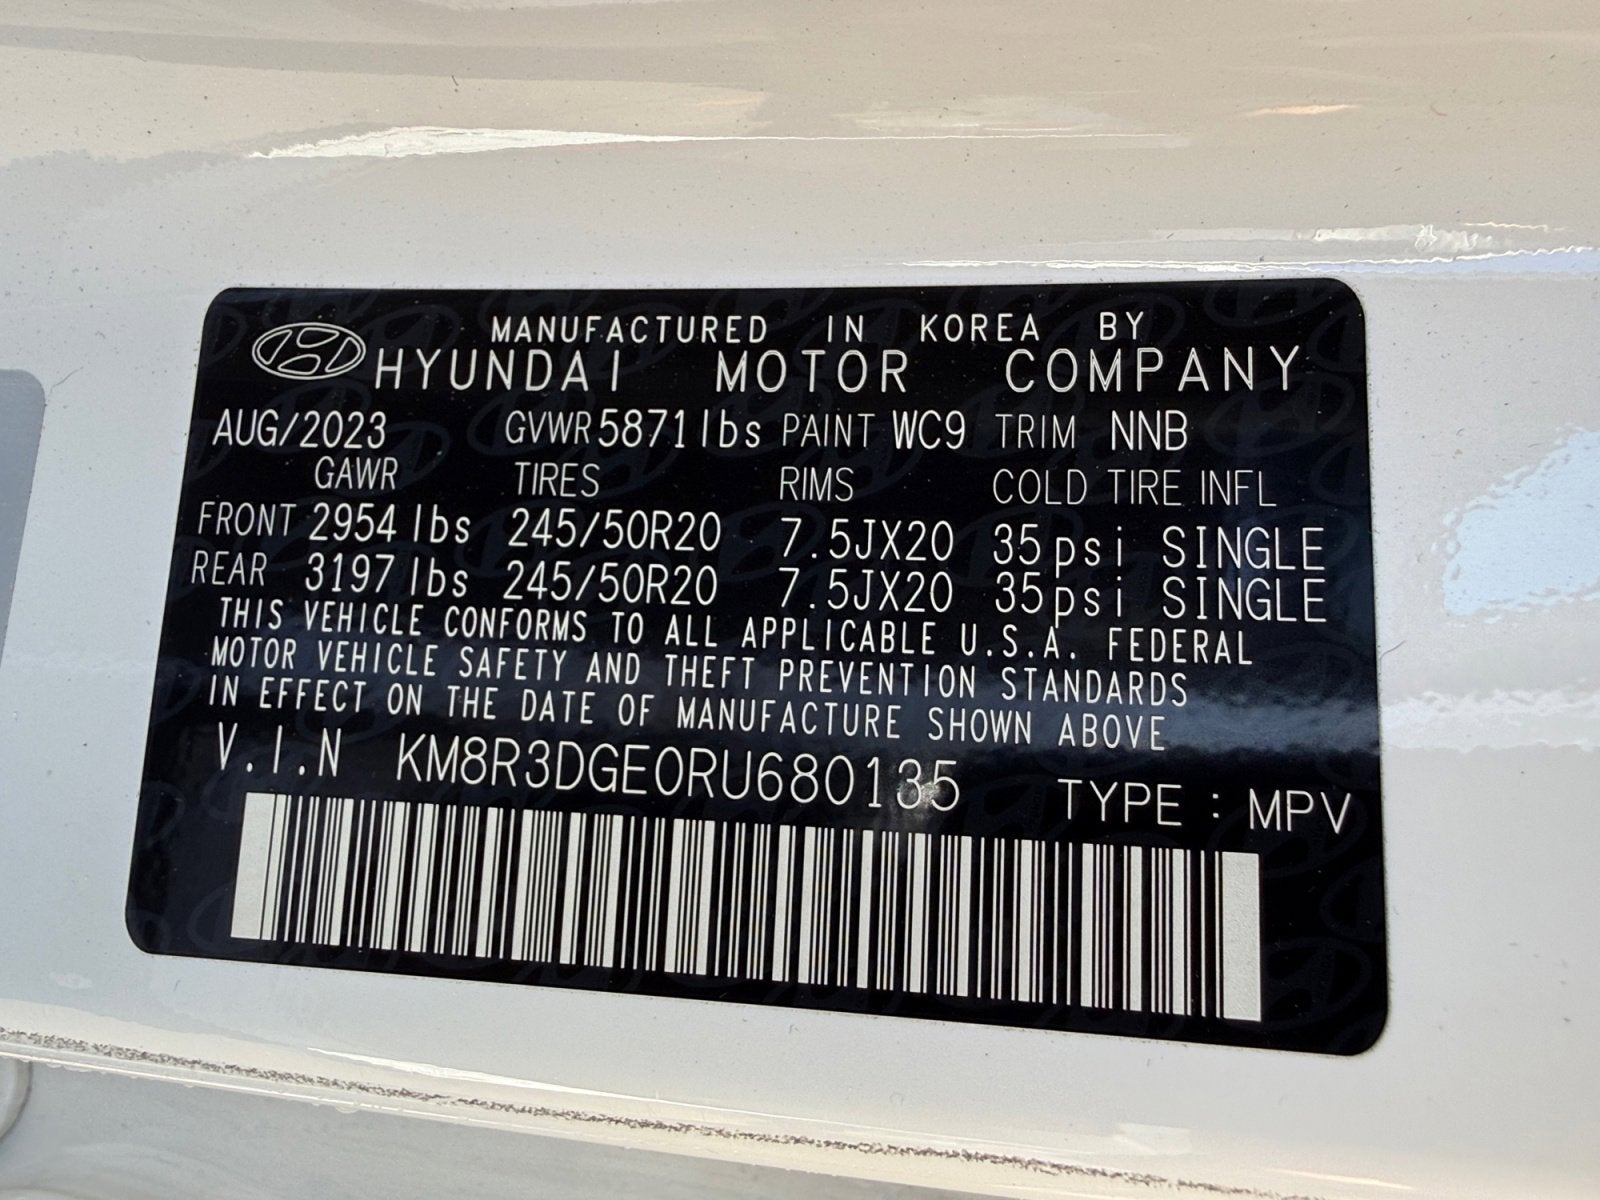 MANUFACTURED IN KOREA BY
HYUNDAI MOTOR COMPANY
AUG/2023 GVWR 5871lbs PAINT WC9 TRIM NNB
GAWR TIRES RIMS COLD TIRE INFL
FRONT 2954 lbs 245/50R20 7.5JX20 35psi SINGLE
REAR 3197 lbs 245/50R20 7.5JX20 35psi SINGLE
THIS VEHICLE CONFORMS TO ALL APPLICABLE U.S.A. FEDERAL
MOTOR VEHICLE SAFETY AND THEFT PREVENTION STANDARDS
IN EFFECT ON THE DATE OF MANUFACTURE SHOWN ABOVE
V.I.N KM8R3DGE0RU680135 TYPE : MPV